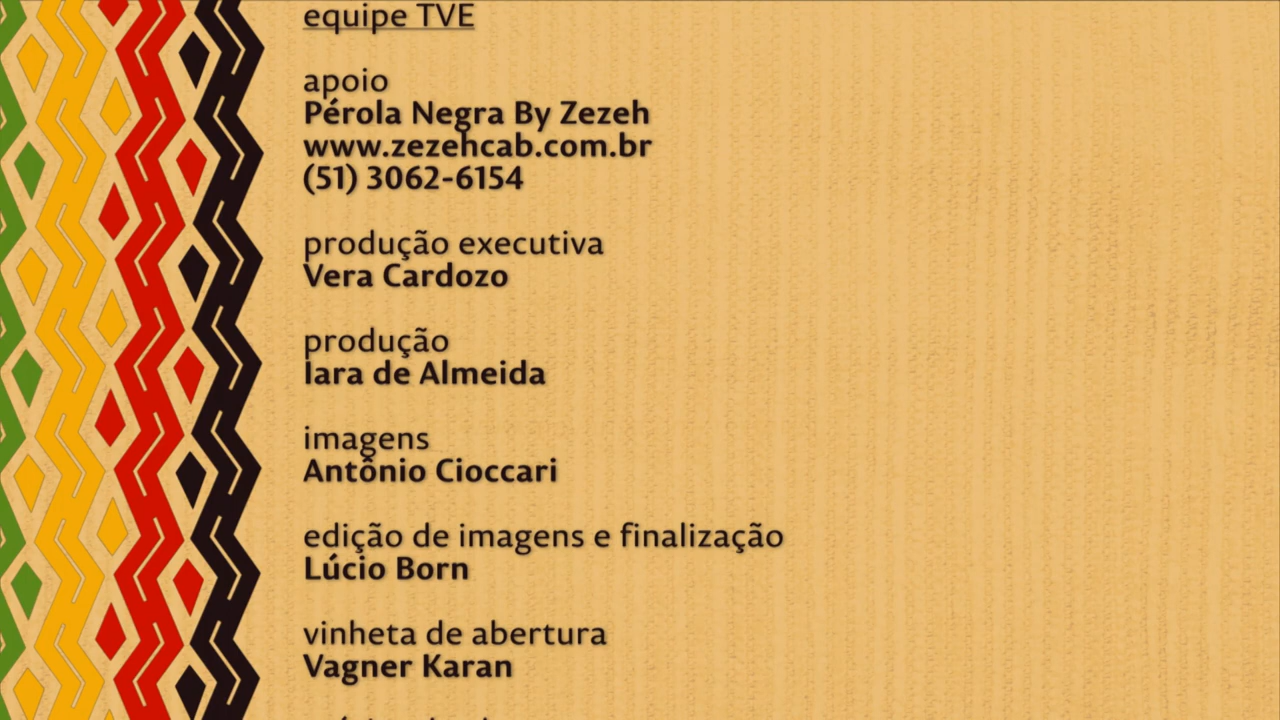 equipe TVE
apoio
Pérola Negra By Zezeh
www.zezehcab.com.br
(51) 3062-6154
produção executiva
Vera Cardozo
produção
Iara de Almeida
imagens
Antônio Cioccari
edição de imagens e finalização
Lúcio Born
vinheta de abertura
Vagner Karan